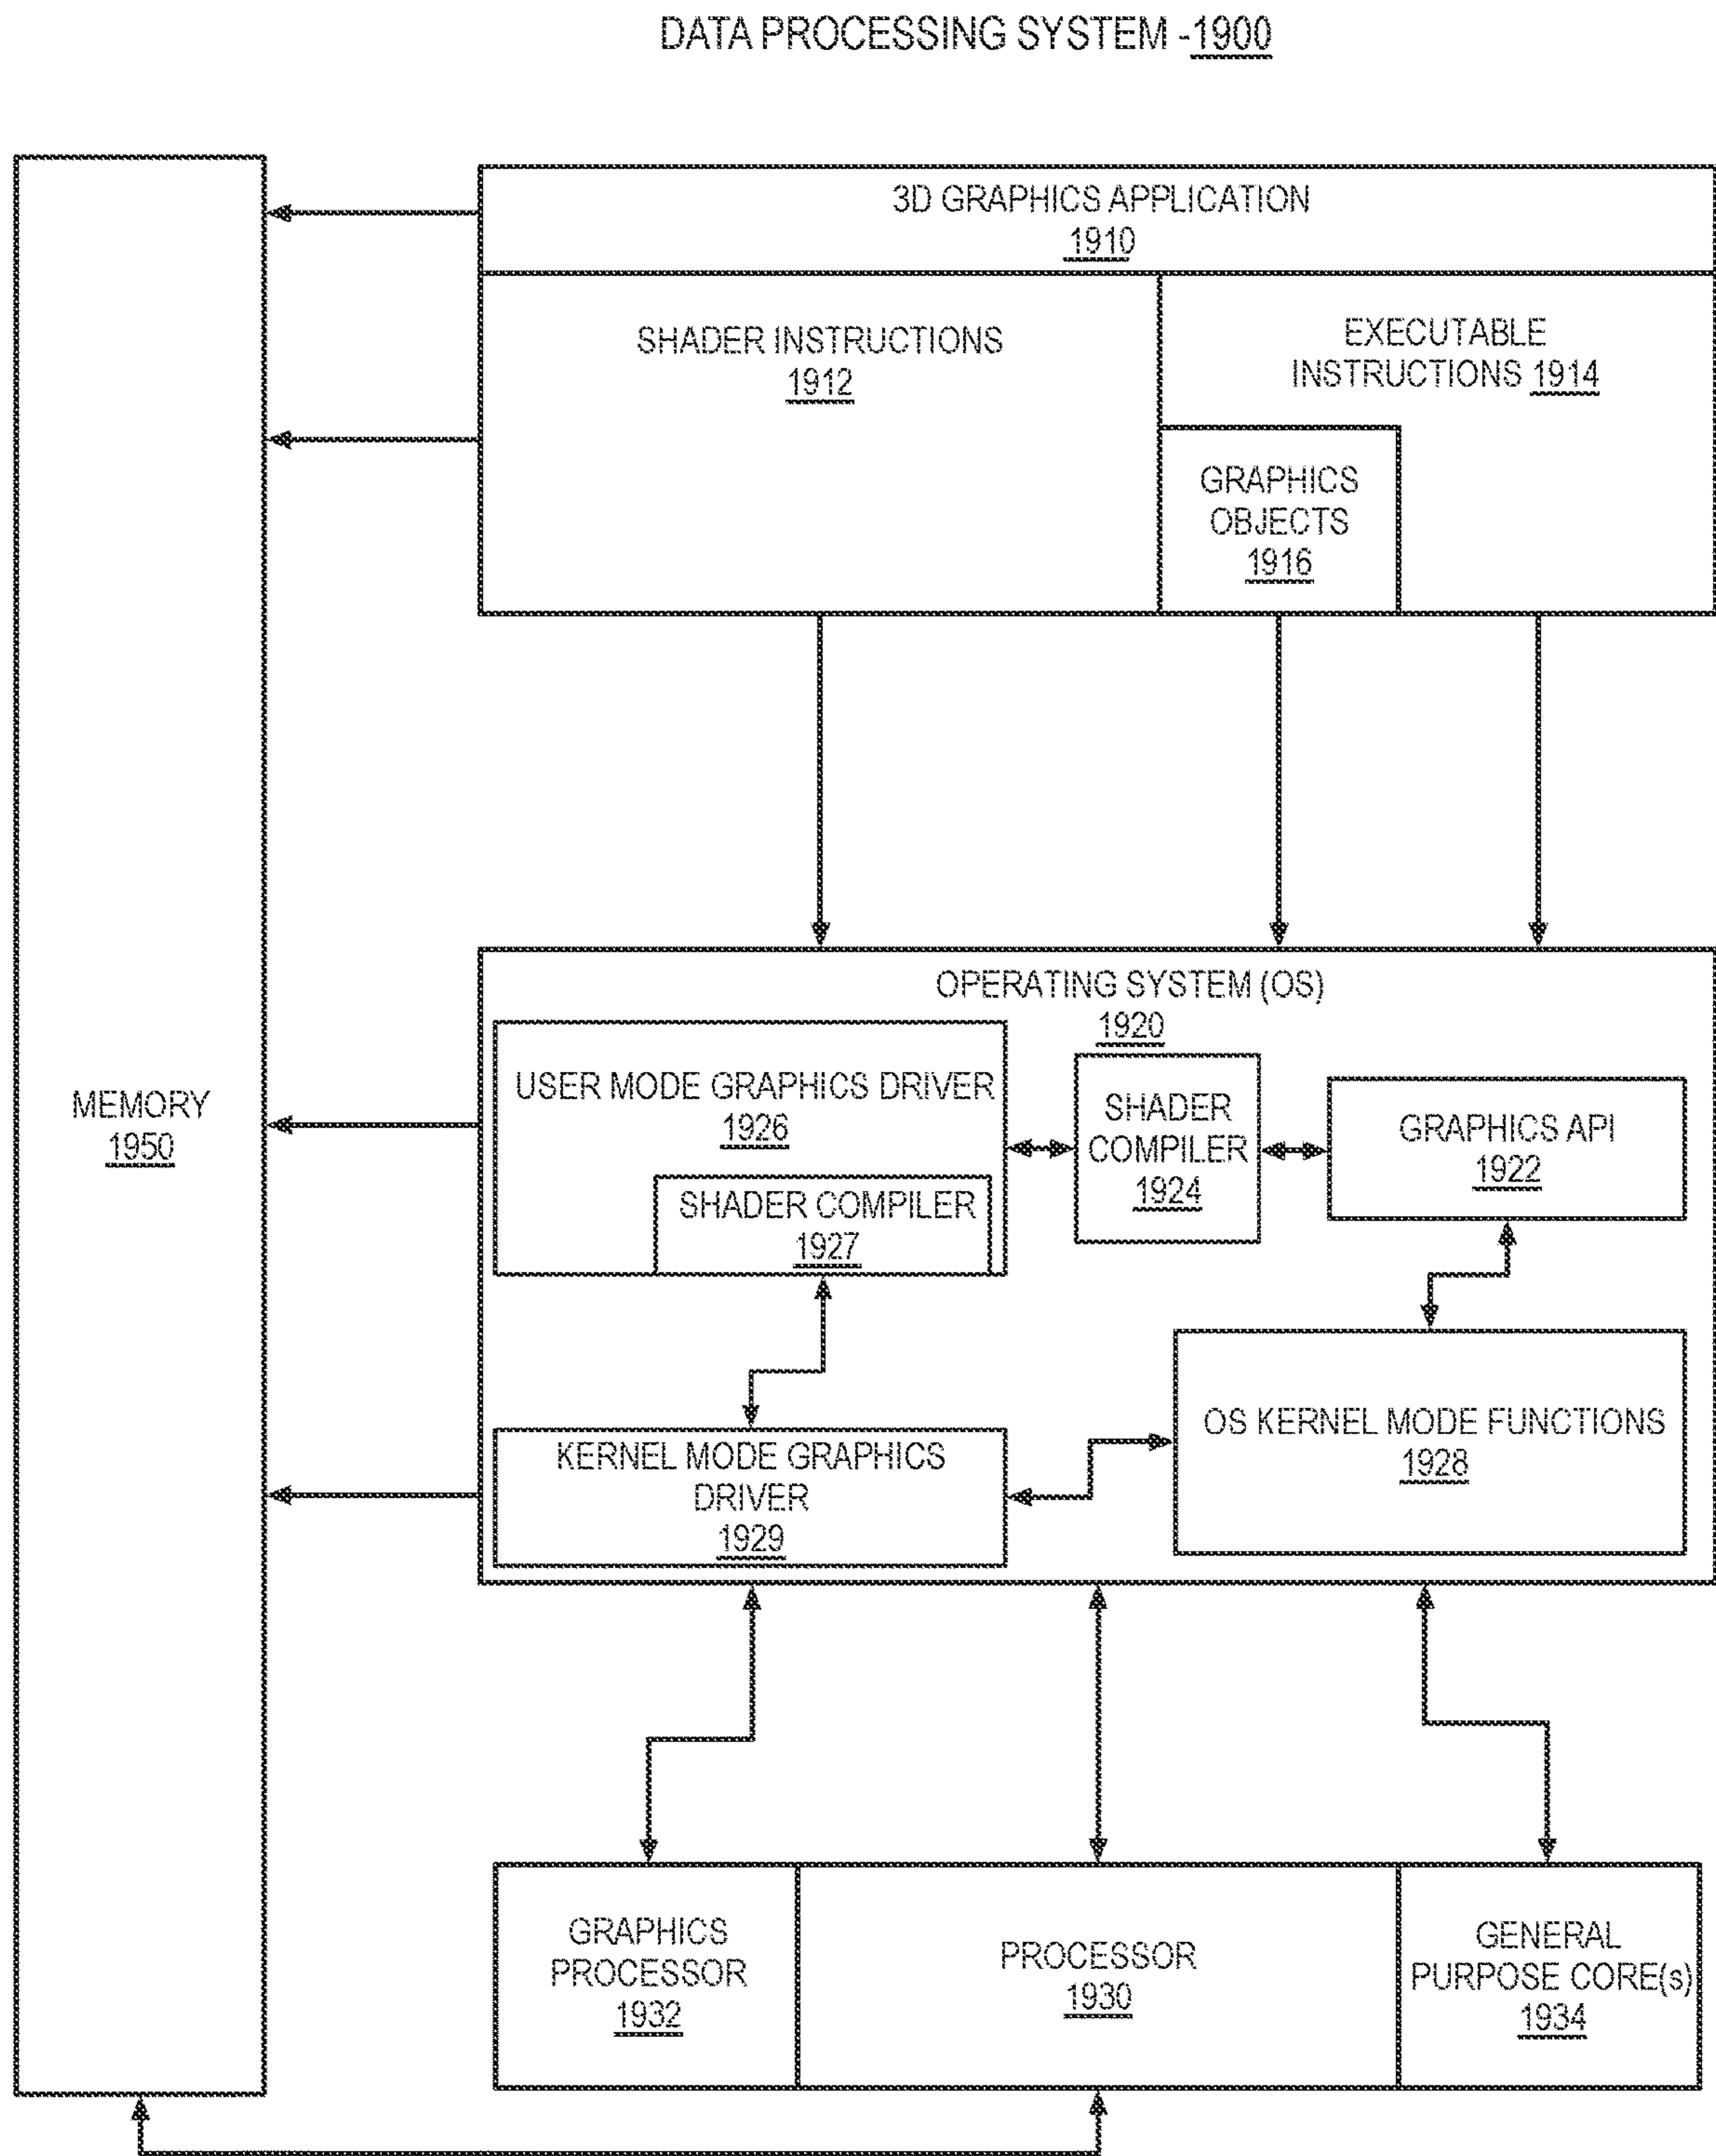 DATA PROCESSING SYSTEM -1900
3D GRAPHICS APPLICATION
1910
SHADER INSTRUCTIONS
1912
EXECUTABLE
INSTRUCTIONS 1914
GRAPHICS
OBJECTS
1916
MEMORY
1950
OPERATING SYSTEM (OS)
1920
USER MODE GRAPHICS DRIVER
1926
SHADER COMPILER
1927
SHADER
COMPILER
1924
GRAPHICS API
1922
KERNEL MODE GRAPHICS
DRIVER
1929
OS KERNEL MODE FUNCTIONS
1928
GRAPHICS
PROCESSOR
1932
PROCESSOR
1930
GENERAL
PURPOSE CORE(s)
1934